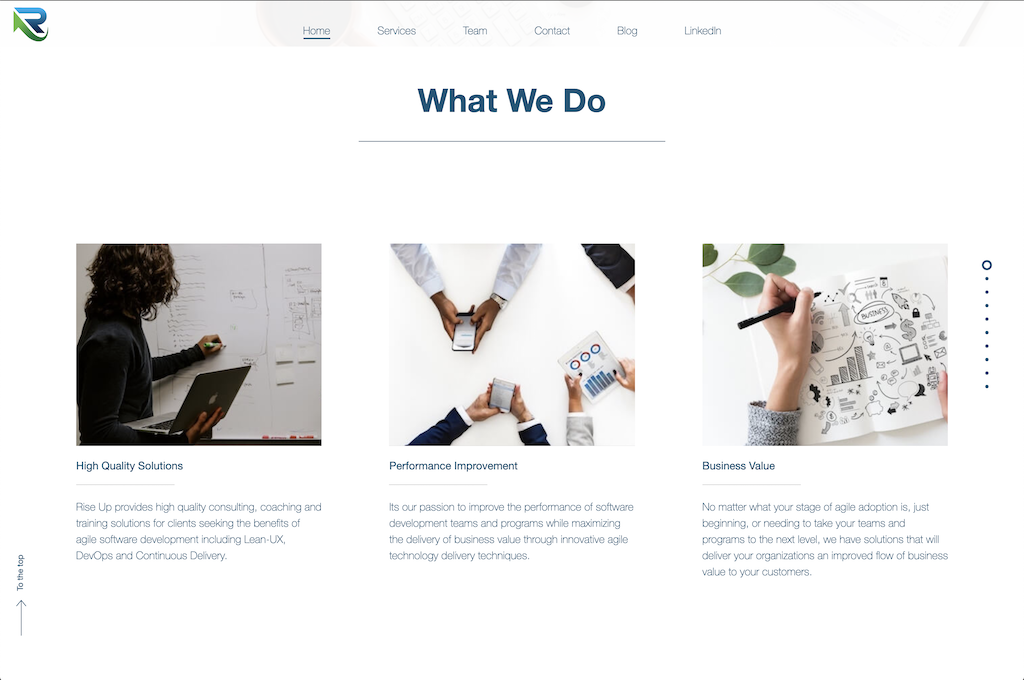 Home Services Team Contact Blog LinkedIn
What We Do
BUSINESS
High Quality Solutions
Rise Up provides high quality consulting, coaching and
training solutions for clients seeking the benefits of
agile software development including Lean-UX,
DevOps and Continuous Delivery.
Performance Improvement
Its our passion to improve the performance of software
development teams and programs while maximizing
the delivery of business value through innovative agile
technology delivery techniques.
Business Value
No matter what your stage of agile adoption is, just
beginning, or needing to take your teams and
programs to the next level, we have solutions that will
deliver your organizations an improved flow of business
value to your customers.
To the top